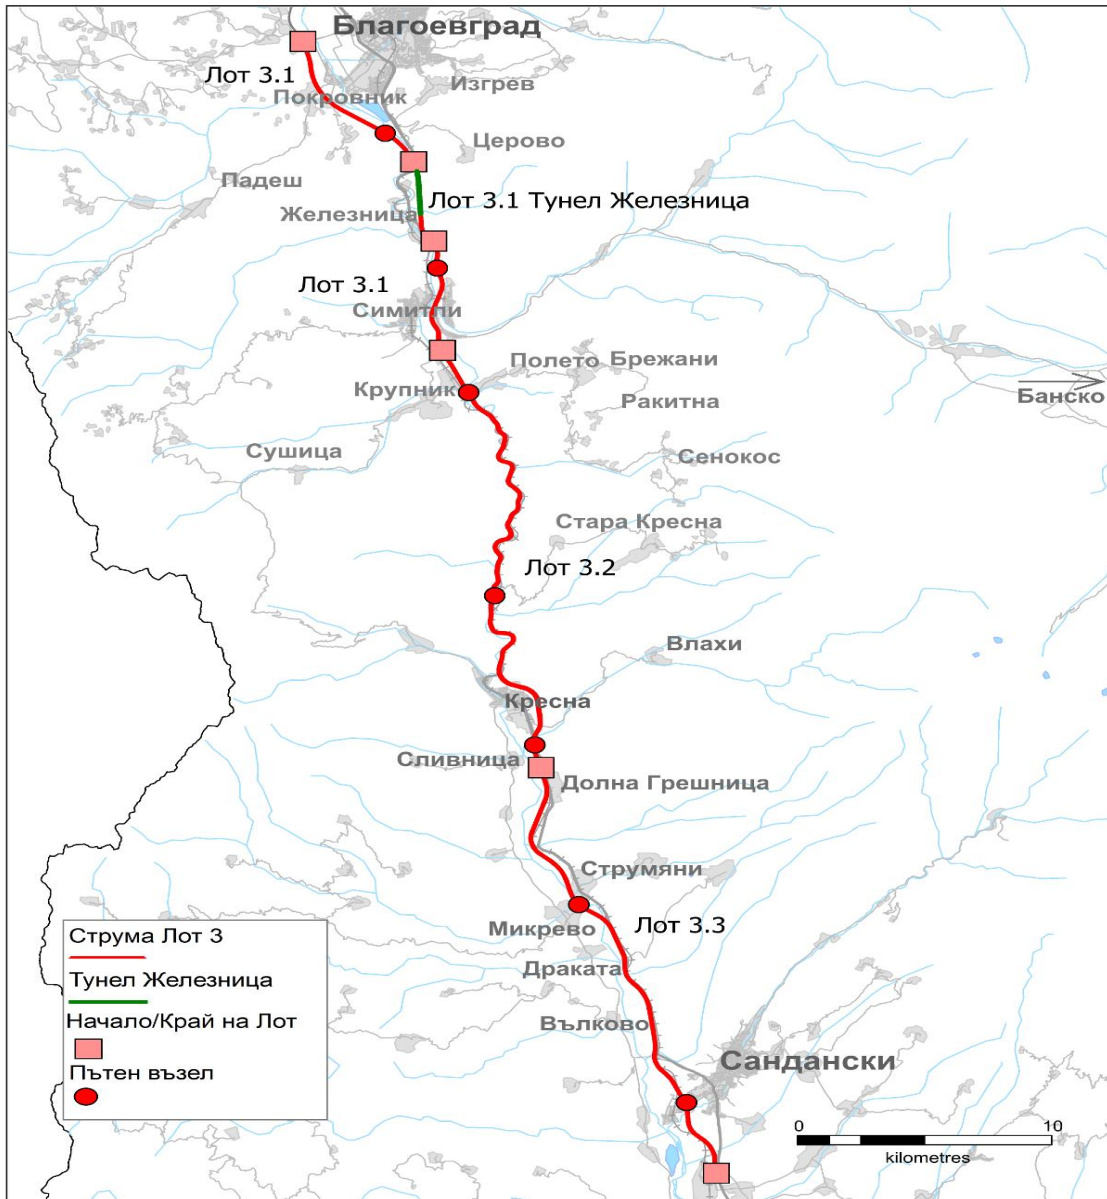 Благоевград
Лот 3.1
Изгрев
Покровник
Церово
Падеш
Лот 3.1 Тунел Железница
Железница
Лот 3.1
Симитли
Полето
Брежани
Крупник
Банско
Ракитна
Сушица
Сенокос
Стара Кресна
Лот 3.2
Влахи
Кресна
Сливница
Долна Грешница
Струмяни
Микрево
Лот 3.3
Драката
Вълково
Сандански
Струма Лот 3
Тунел Железница
Начало/Край на Лот
Пътен възел
0 10
kilometres